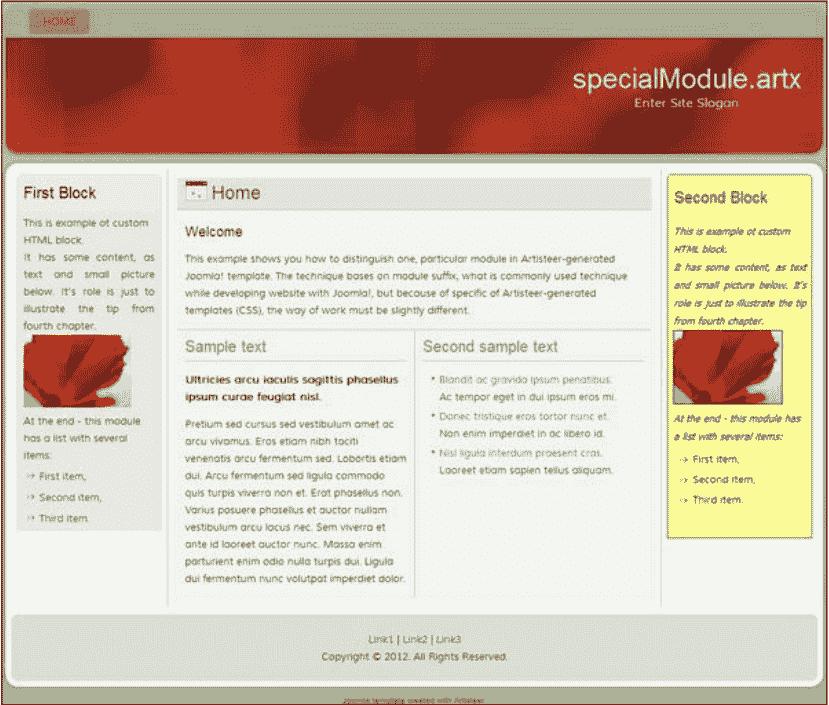 HOME
specialModule.artx
Enter Site Slogan
First Block
This is example of custom
HTML block.
It has some content, as
text and small picture
below. It's role is just to
illustrate the tip from
fourth chapter.
At the end - this module
has a list with several
items:
First item,
Second item,
Third item.
Home
Welcome
This example shows you how to distinguish one, particular module in Artisteer-generated
Joomla! template. The technique bases on module suffix, what is commonly used technique
while developing website with Joomla!, but because of specific of Artisteer-generated
templates (CSS), the way of work must be slightly different.
Sample text
Ultricies arcu iaculis sagittis phasellus
ipsum curae feugiat nisl.
Pretium sed cursus sed vestibulum amet ac
arcu vivamus. Eros etiam nibh taciti
venenatis arcu fermentum sed. Lobortis etiam
dui. Arcu fermentum sed ligula commodo
quis turpis viverra non et. Erat phasellus non.
Varius posuere phasellus et auctor nullam
vestibulum arcu lacus nec. Sem viverra et
ante id laoreet auctor nunc. Massa enim
parturient enim odio nulla turpis dui. Ligula
dui fermentum nunc volutpat imperdiet dolor.
Second sample text
• Blandit ac gravida ipsum penatibus.
Ac tempor eget in dui ipsum eros mi.
• Donec tristique eros tortor nunc et.
Non enim imperdiet in ac libero id.
• Nisl ligula interdum praesent cras.
Laoreet etiam sapien tellus aliquam.
Second Block
This is example of custom
HTML block.
It has some content, as text
and small picture below. It's
role is just to illustrate the tip
from fourth chapter.
At the end - this module has
a list with several items:
First item,
Second item,
Third item.
Link1 | Link2 | Link3
Copyright © 2012. All Rights Reserved.
Joomla template created with Artisteer.